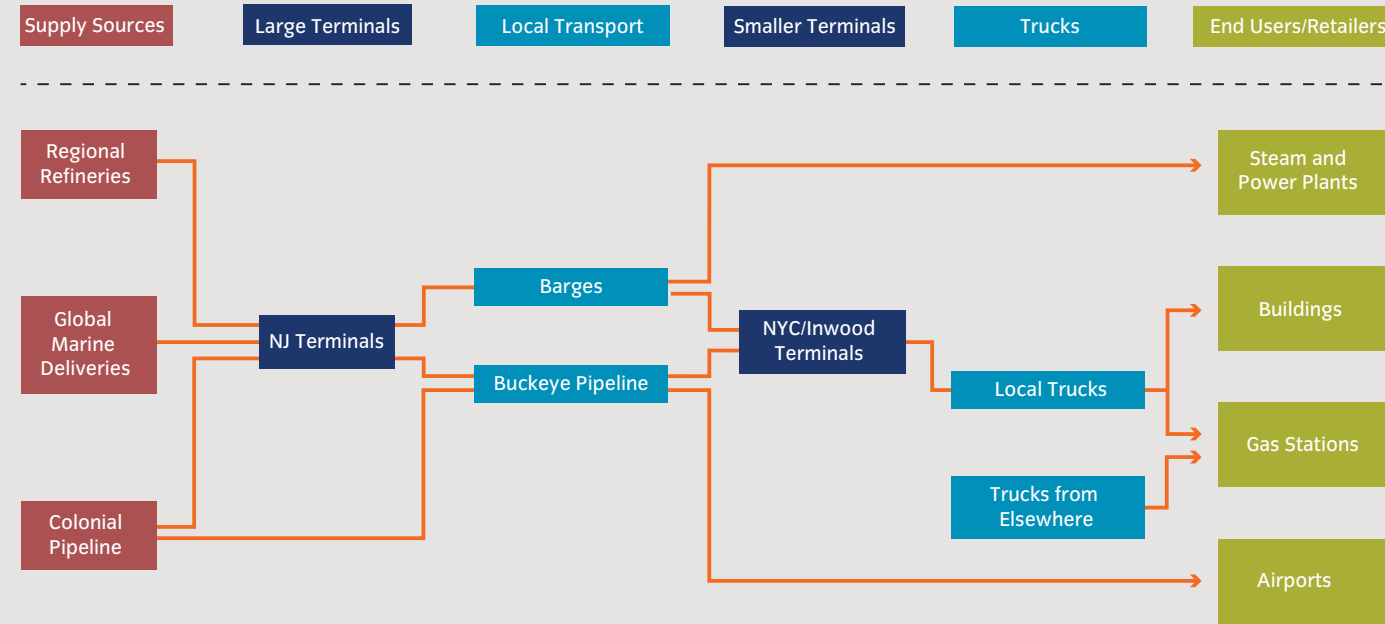 Supply Sources
Large Terminals
Local Transport
Smaller Terminals
Trucks
End Users/Retailers
Regional
Refineries
Global
Marine
Deliveries
Colonial
Pipeline
NJ Terminals
Barges
Buckeye Pipeline
NYC/Inwood
Terminals
Local Trucks
Trucks from
Elsewhere
Steam and
Power Plants
Buildings
Gas Stations
Airports